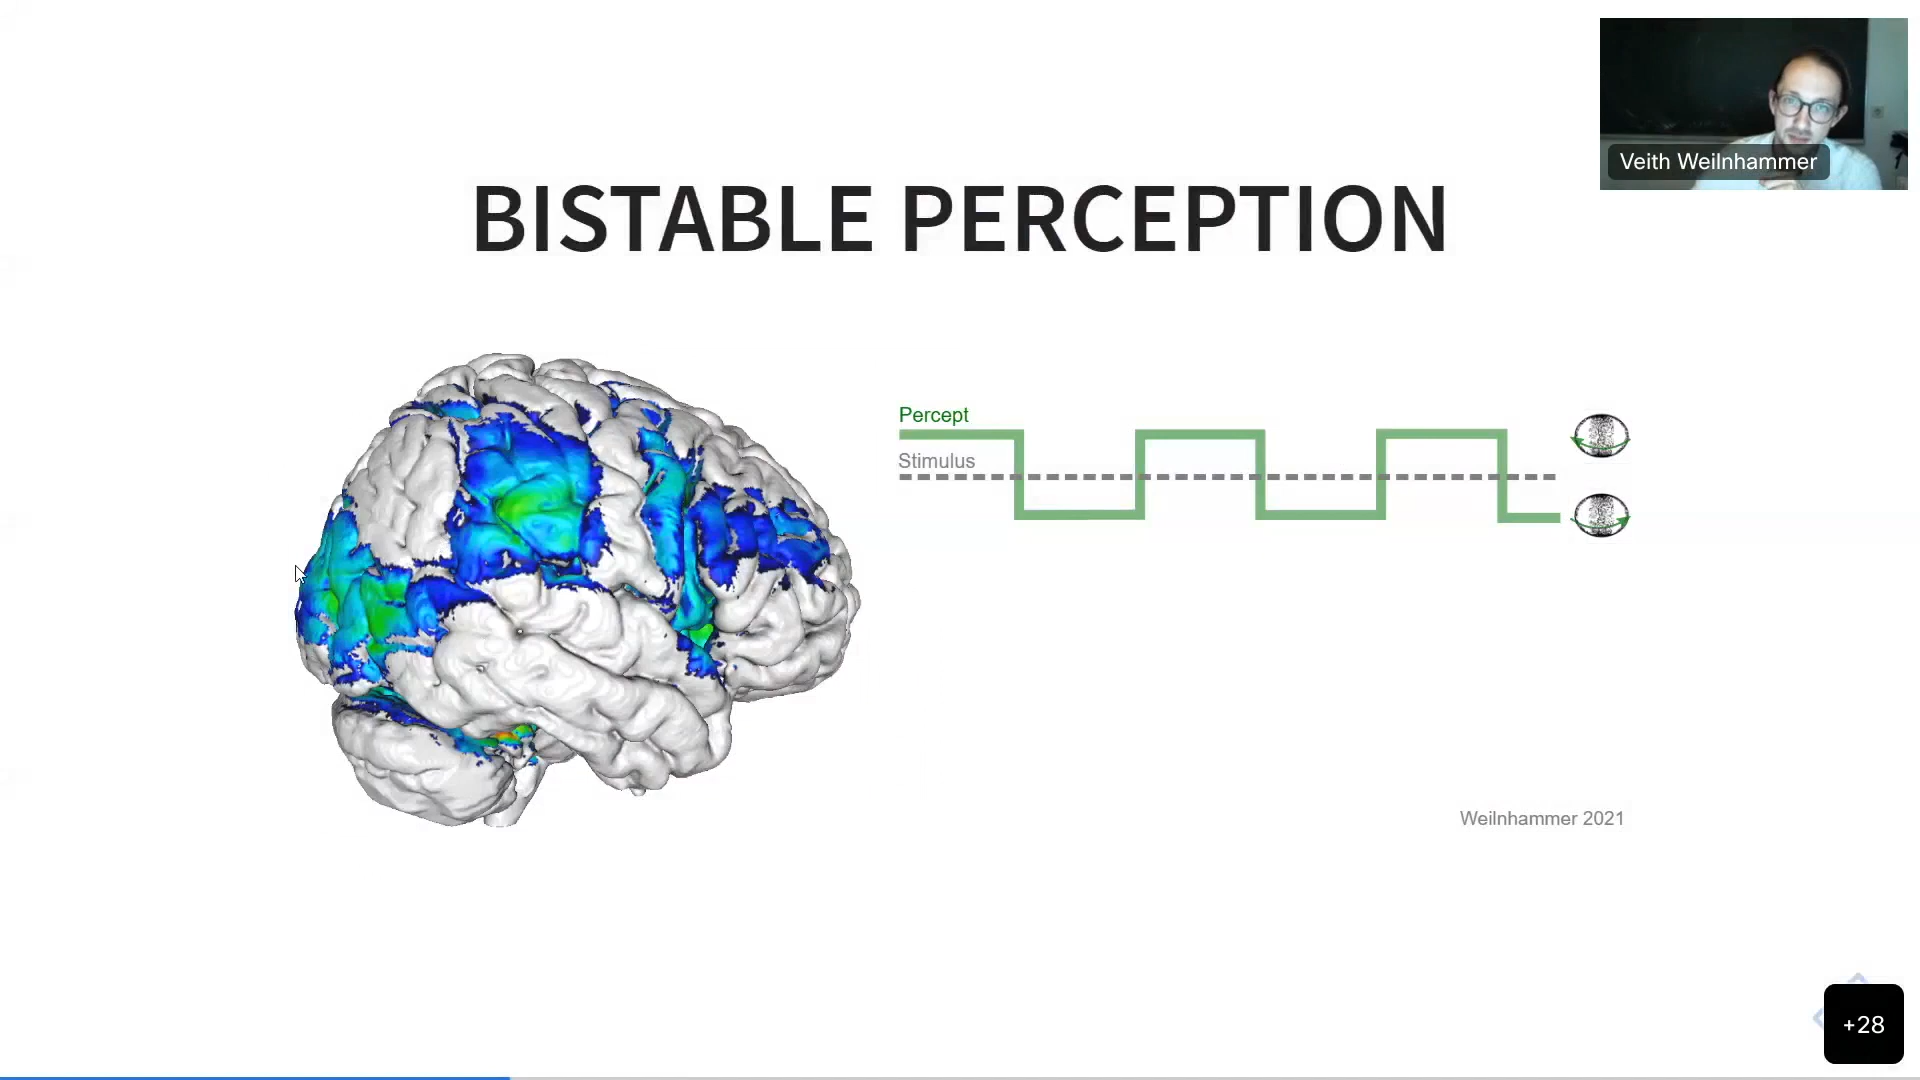 Veith Weilnhammer
BISTABLE PERCEPTION
Percept
Stimulus
Weilnhammer 2021
+28